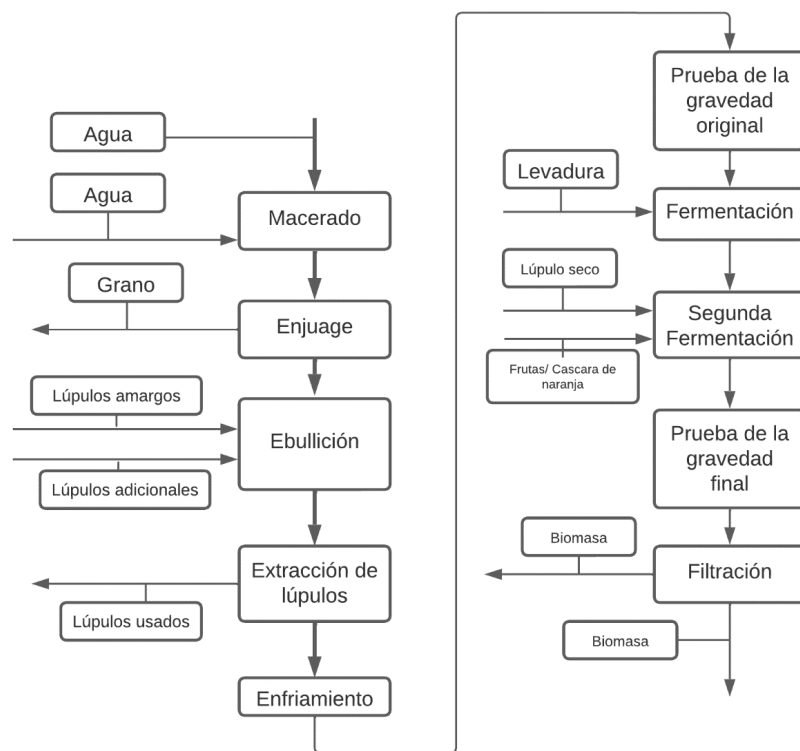 Agua
Agua
Macerado
Grano
Enjuage
Lúpulos amargos
Ebullición
Lúpulos adicionales
Extracción de
lúpulos
Lúpulos usados
Enfriamiento
Prueba de la
gravedad
original
Levadura
Fermentación
Lúpulo seco
Segunda
Fermentación
Frutas/ Cascara de
naranja
Prueba de la
gravedad
final
Biomasa
Filtración
Biomasa